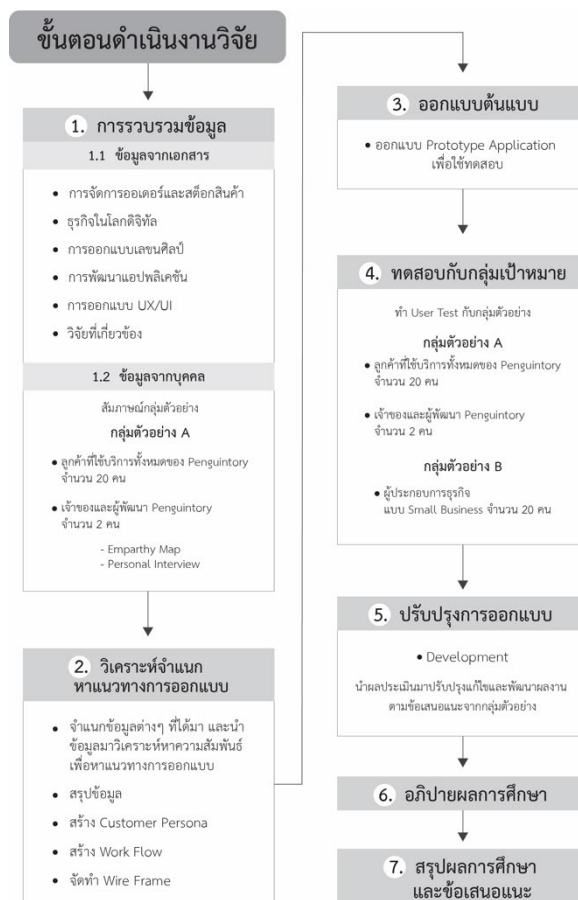 ขั้นตอนดำเนินงานวิจัย
1. การรวบรวมข้อมูล
1.1 ข้อมูลจากเอกสาร
• การจัดการออเดอร์และสต็อกสินค้า
• ธุรกิจในโลกดิจิทัล
• การออกแบบเลขนศิลป์
• การพัฒนาแอปพลิเคชัน
• การออกแบบ UX/UI
• วิจัยที่เกี่ยวข้อง
1.2 ข้อมูลจากบุคคล
สัมภาษณ์กลุ่มตัวอย่าง
กลุ่มตัวอย่าง A
• ลูกค้าที่ใช้บริการทั้งหมดของ Penguintory
จำนวน 20 คน
• เจ้าของและผู้พัฒนา Penguintory
จำนวน 2 คน
- Emparthy Map
- Personal Interview
2. วิเคราะห์จำแนก
หาแนวทางการออกแบบ
• จำแนกข้อมูลต่างๆ ที่ได้มา และนำ
ข้อมูลมาวิเคราะห์หาความสัมพันธ์
เพื่อหาแนวทางการออกแบบ
• สรุปข้อมูล
• สร้าง Customer Persona
• สร้าง Work Flow
• จัดทำ Wire Frame
3. ออกแบบต้นแบบ
• ออกแบบ Prototype Application
เพื่อใช้ทดสอบ
4. ทดสอบกับกลุ่มเป้าหมาย
ทำ User Test กับกลุ่มตัวอย่าง
กลุ่มตัวอย่าง A
• ลูกค้าที่ใช้บริการทั้งหมดของ Penguintory
จำนวน 20 คน
• เจ้าของและผู้พัฒนา Penguintory
จำนวน 2 คน
กลุ่มตัวอย่าง B
• ผู้ประกอบการธุรกิจ
แบบ Small Business จำนวน 20 คน
5. ปรับปรุงการออกแบบ
• Development
นำผลประเมินมาปรับปรุงแก้ไขและพัฒนาผลงาน
ตามข้อเสนอแนะจากกลุ่มตัวอย่าง
6. อภิปายผลการศึกษา
7. สรุปผลการศึกษา
และข้อเสนอแนะ